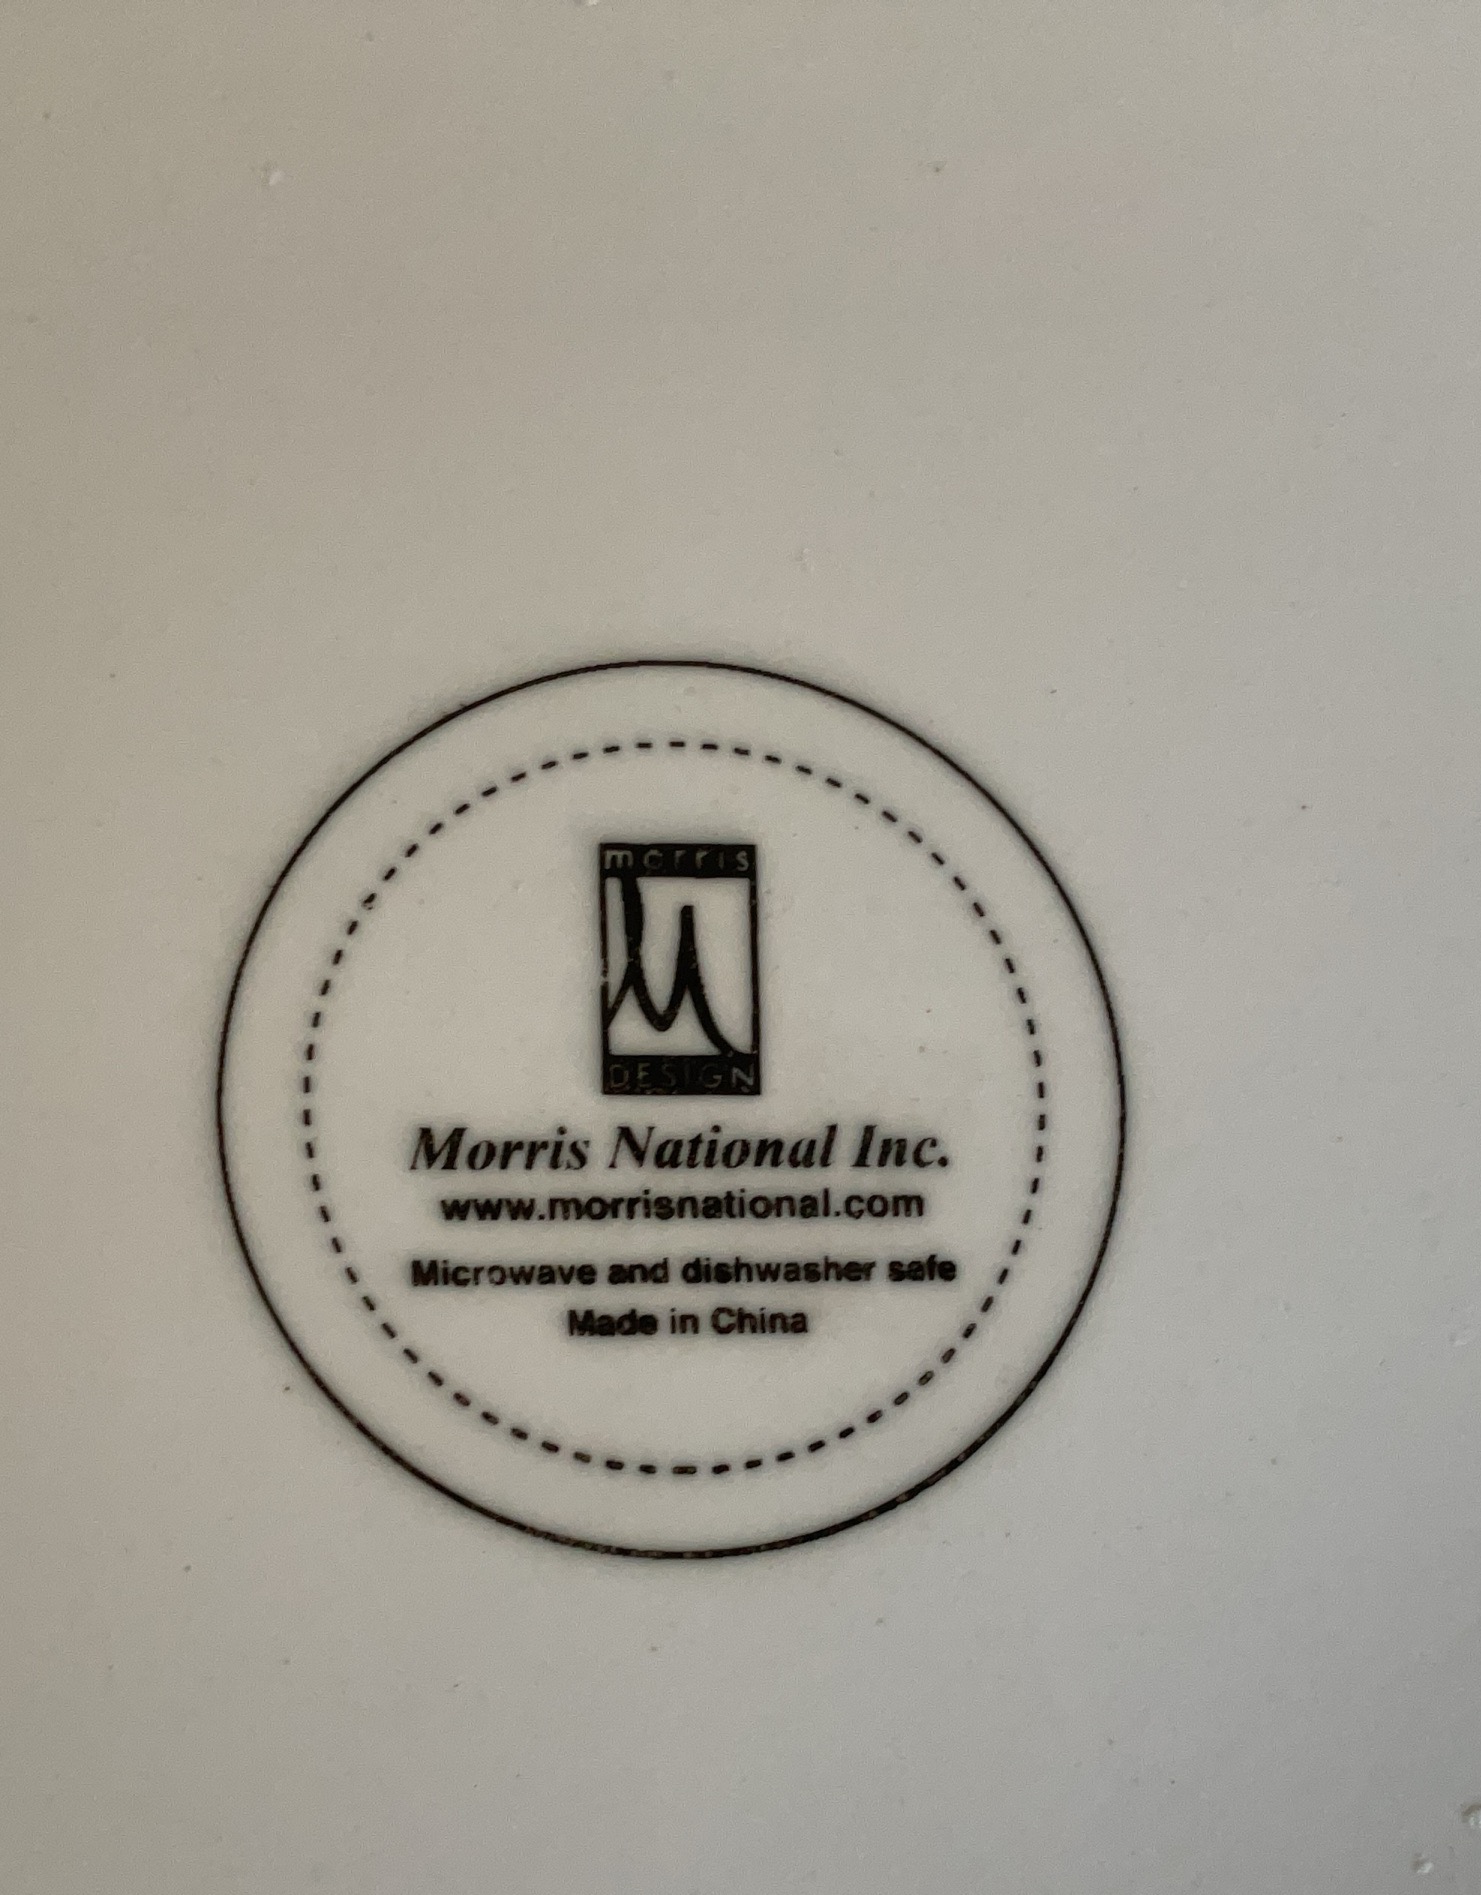 morris
DESIGN
Morris National Inc.
www.morrisnational.com
Microwave and dishwasher safe
Made in China